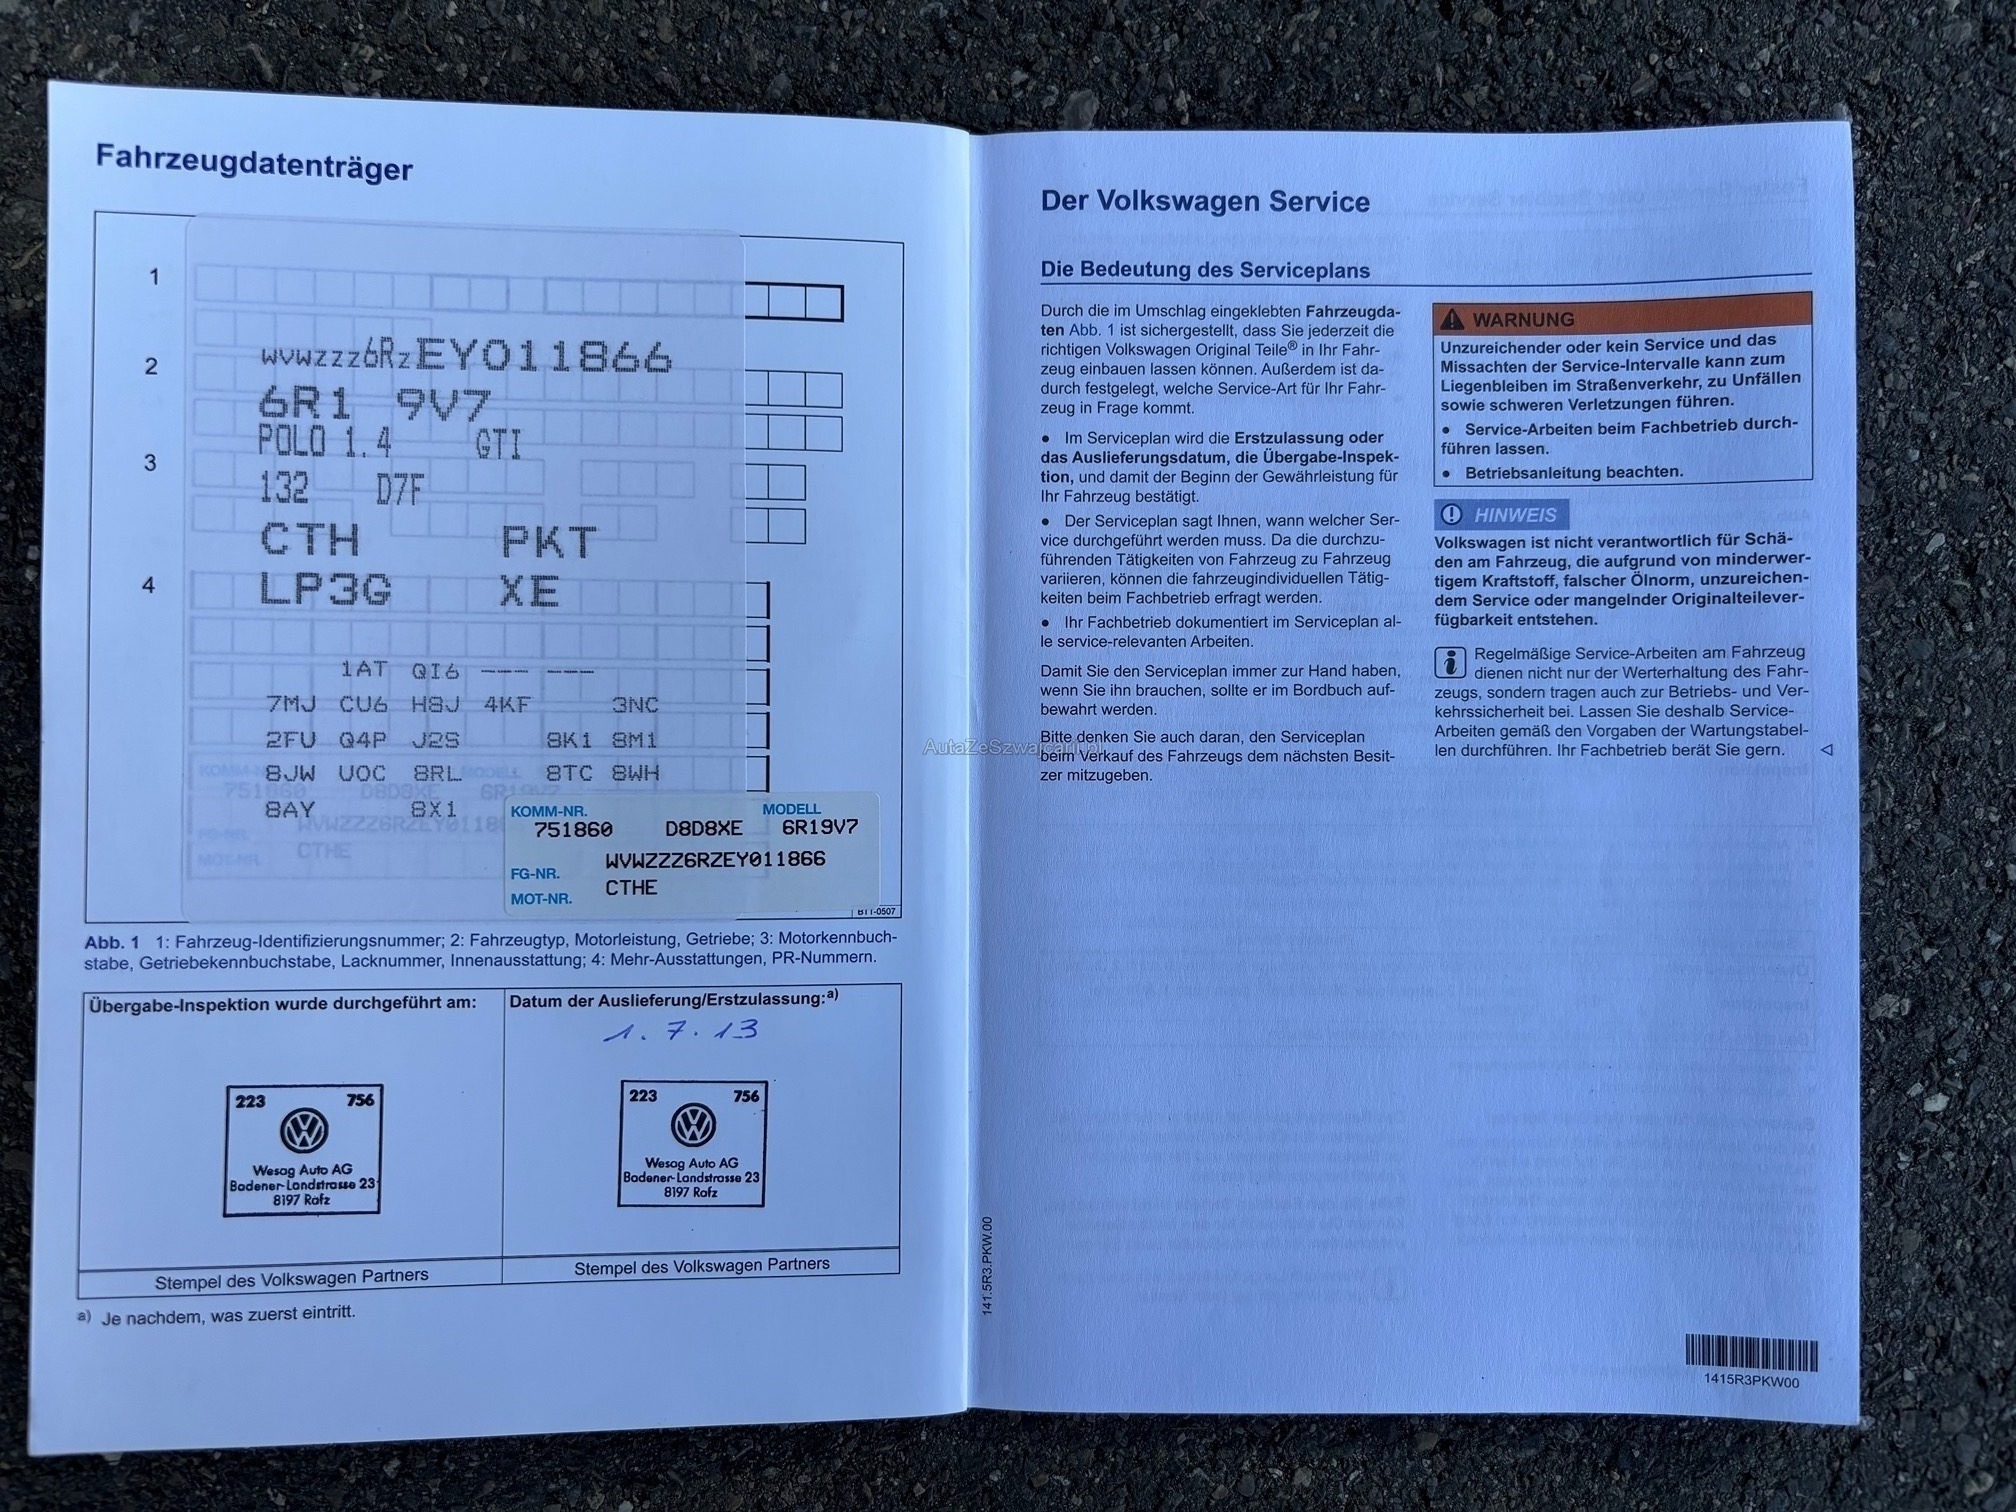 Fahrzeugdatenträger
1
2
3
4
WVWZZZ6RZEY011866
6R1 9V7
POLO 1.4 GTI
132 D7F
CTH PKT
LP3G XE
1AT QI6 ---- ----
7MJ CU6 H8J 4KF 3NC
2FU Q4P J2S 8K1 8M1
8JW UOC 8RL 8TC 8WH
8AY 8X1
KOMM-NR. MODELL
751860 D8D8XE 6R19V7
WVWZZZ6RZEY011866
FG-NR.
CTHE
MOT-NR.
B1T-0507
Abb. 1 1: Fahrzeug-Identifizierungsnummer; 2: Fahrzeugtyp, Motorleistung, Getriebe; 3: Motorkennbuch-
stabe, Getriebekennbuchstabe, Lacknummer, Innenausstattung; 4: Mehr-Ausstattungen, PR-Nummern.
Übergabe-Inspektion wurde durchgeführt am:
223 756
Wesag Auto AG
Badener-Landstrasse 23
8197 Rafz
Stempel des Volkswagen Partners
Datum der Auslieferung/Erstzulassung:a)
1. 7. 13
223 756
Wesag Auto AG
Badener-Landstrasse 23
8197 Rafz
Stempel des Volkswagen Partners
a) Je nachdem, was zuerst eintritt.
Der Volkswagen Service
Die Bedeutung des Serviceplans
Durch die im Umschlag eingeklebten Fahrzeugda-
ten Abb. 1 ist sichergestellt, dass Sie jederzeit die
richtigen Volkswagen Original Teile® in Ihr Fahr-
zeug einbauen lassen können. Außerdem ist da-
durch festgelegt, welche Service-Art für Ihr Fahr-
zeug in Frage kommt.
• Im Serviceplan wird die Erstzulassung oder
das Auslieferungsdatum, die Übergabe-Inspek-
tion, und damit der Beginn der Gewährleistung für
Ihr Fahrzeug bestätigt.
• Der Serviceplan sagt Ihnen, wann welcher Ser-
vice durchgeführt werden muss. Da die durchzu-
führenden Tätigkeiten von Fahrzeug zu Fahrzeug
variieren, können die fahrzeugindividuellen Tätig-
keiten beim Fachbetrieb erfragt werden.
• Ihr Fachbetrieb dokumentiert im Serviceplan al-
le service-relevanten Arbeiten.
Damit Sie den Serviceplan immer zur Hand haben,
wenn Sie ihn brauchen, sollte er im Bordbuch auf-
bewahrt werden.
Bitte denken Sie auch daran, den Serviceplan
beim Verkauf des Fahrzeugs dem nächsten Besit-
zer mitzugeben.
WARNUNG
Unzureichender oder kein Service und das
Missachten der Service-Intervalle kann zum
Liegenbleiben im Straßenverkehr, zu Unfällen
sowie schweren Verletzungen führen.
• Service-Arbeiten beim Fachbetrieb durch-
führen lassen.
• Betriebsanleitung beachten.
HINWEIS
Volkswagen ist nicht verantwortlich für Schä-
den am Fahrzeug, die aufgrund von minderwer-
tigem Kraftstoff, falscher Ölnorm, unzureichen-
dem Service oder mangelnder Originalteilever-
fügbarkeit entstehen.
Regelmäßige Service-Arbeiten am Fahrzeug
dienen nicht nur der Werterhaltung des Fahr-
zeugs, sondern tragen auch zur Betriebs- und Ver-
kehrssicherheit bei. Lassen Sie deshalb Service-
Arbeiten gemäß den Vorgaben der Wartungstabel-
len durchführen. Ihr Fachbetrieb berät Sie gern.
AutaZeSzwajcarii.pl
141.5R3.PKW.00
1415R3PKW00